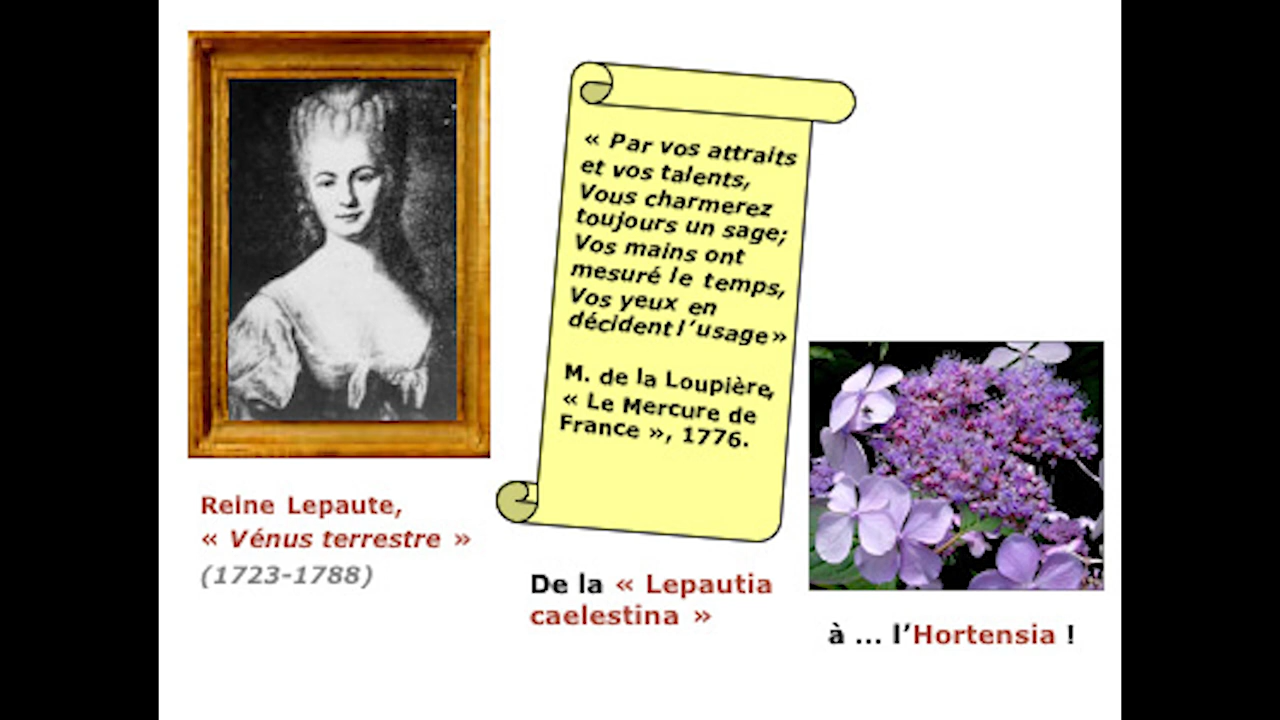 « Par vos attraits
et vos talents,
Vous charmerez
toujours un sage;
Vos mains ont
mesuré le temps,
Vos yeux en
décident l’usage»
M. de la Loupière,
« Le Mercure de
France », 1776.
Reine Lepaute,
« Vénus terrestre »
(1723-1788)
De la « Lepautia
caelestina »
à ... l’Hortensia !